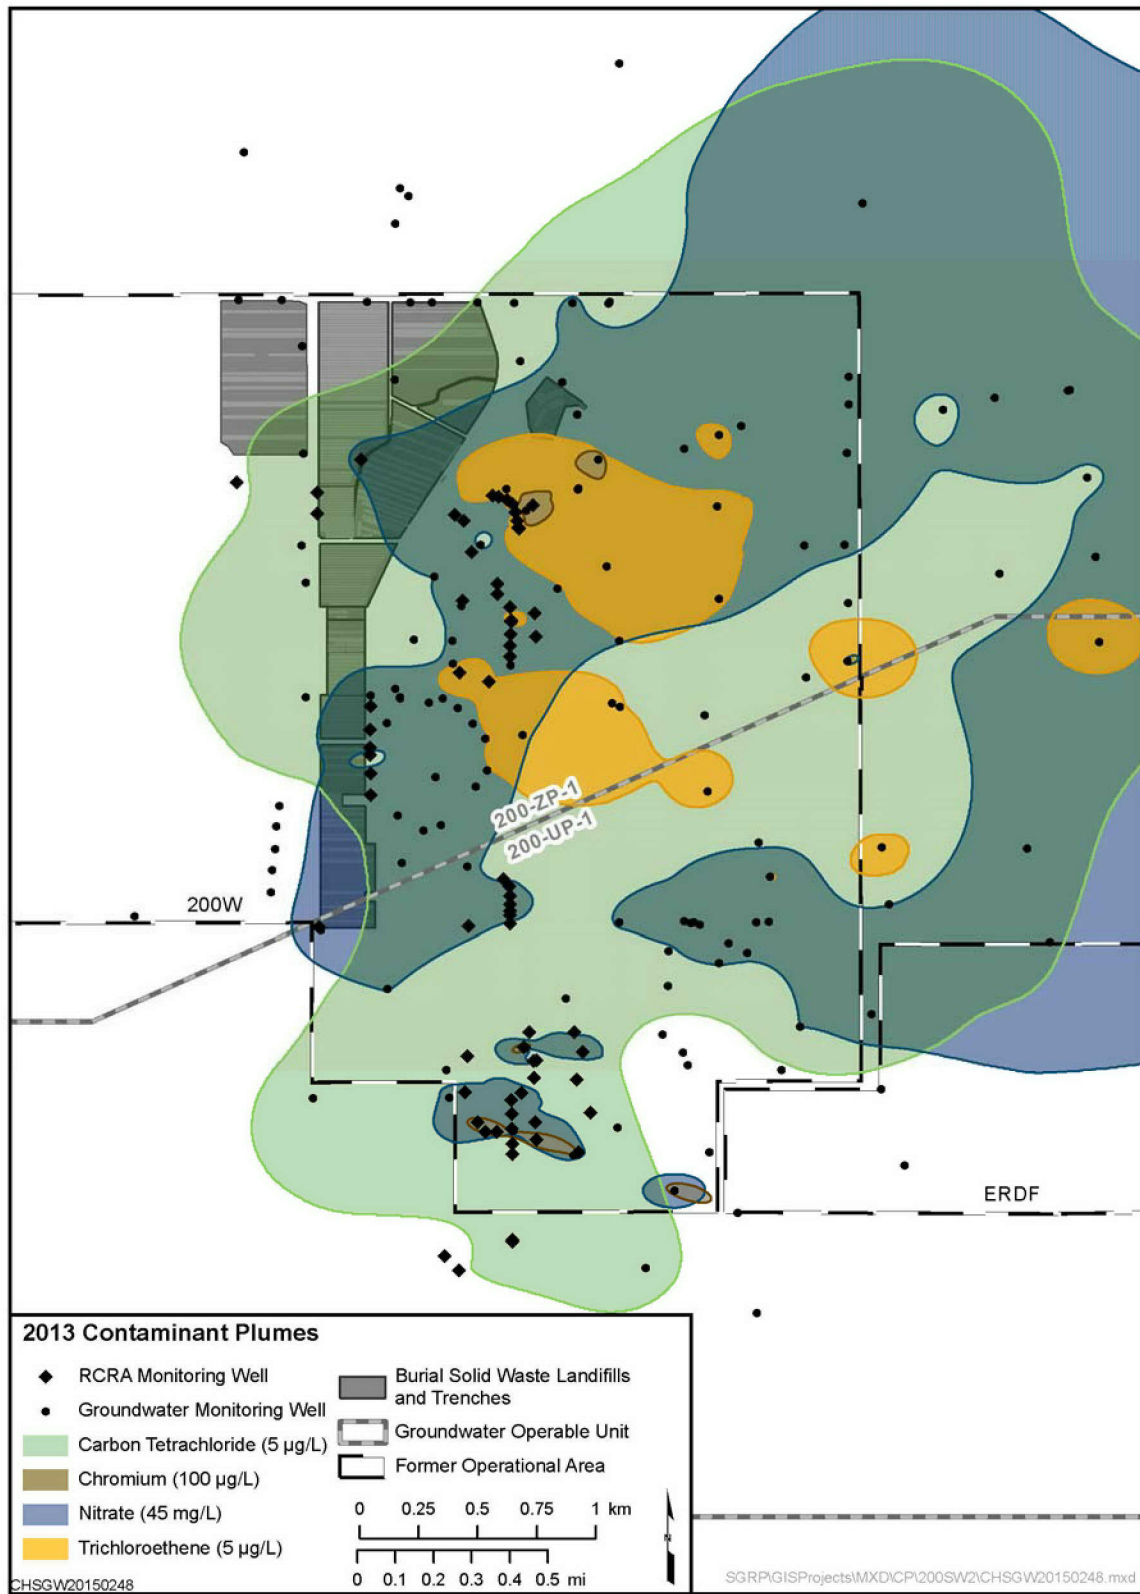 200-ZP-1
200-UP-1
200W
ERDF
2013 Contaminant Plumes
RCRA Monitoring Well
Groundwater Monitoring Well
Carbon Tetrachloride (5 µg/L)
Chromium (100 µg/L)
Nitrate (45 mg/L)
Trichloroethene (5 µg/L)
Burial Solid Waste Landfills
and Trenches
Groundwater Operable Unit
Former Operational Area
0 0.25 0.5 0.75 1 km
0 0.1 0.2 0.3 0.4 0.5 mi
N
CHSGW20150248
SGRP\GISProjects\MXD\CP\200SW2\CHSGW20150248.mxd